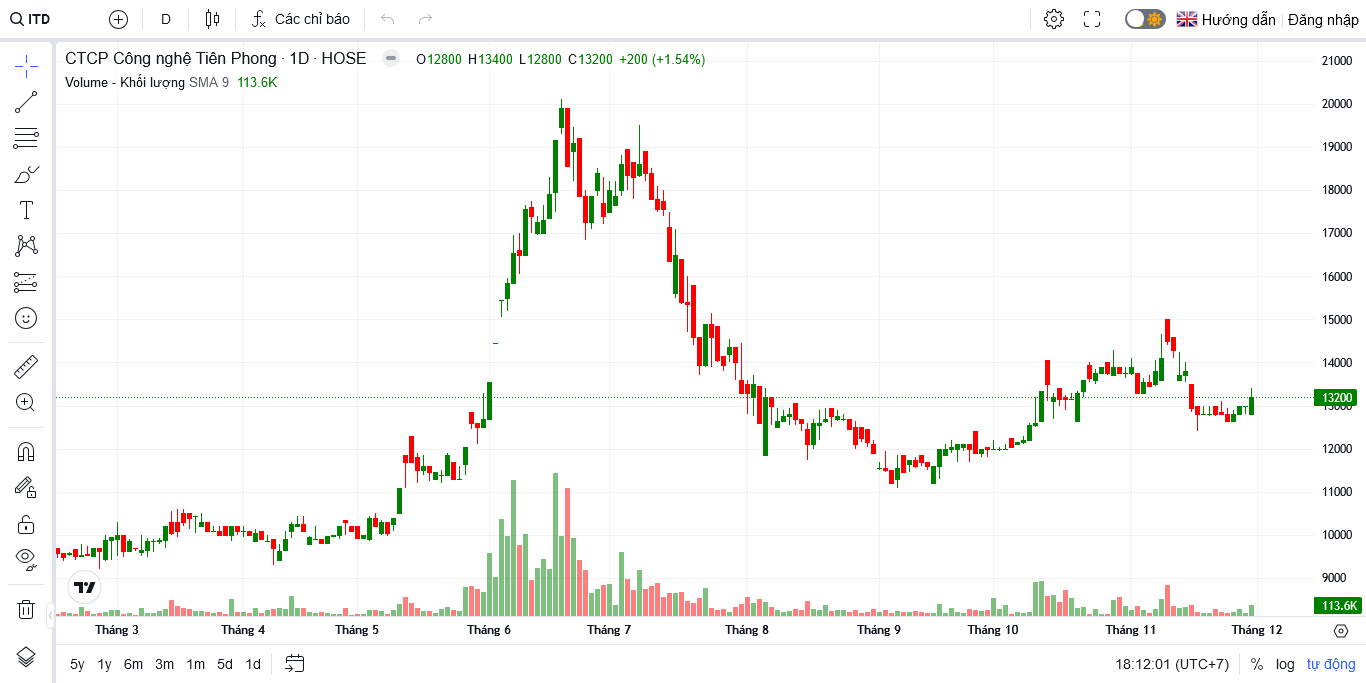 ITD D Các chỉ báo Hướng dẫn Đăng nhập
CTCP Công nghệ Tiên Phong · 1D · HOSE O12800 H13400 L12800 C13200 +200 (+1.54%)
Volume - Khối lượng SMA 9 113.6K
21000
20000
19000
18000
17000
16000
15000
14000
13200
13000
12000
11000
10000
9000
113.6K
Tháng 3 Tháng 4 Tháng 5 Tháng 6 Tháng 7 Tháng 8 Tháng 9 Tháng 10 Tháng 11 Tháng 12
5y 1y 6m 3m 1m 5d 1d 18:12:01 (UTC+7) % log tự động